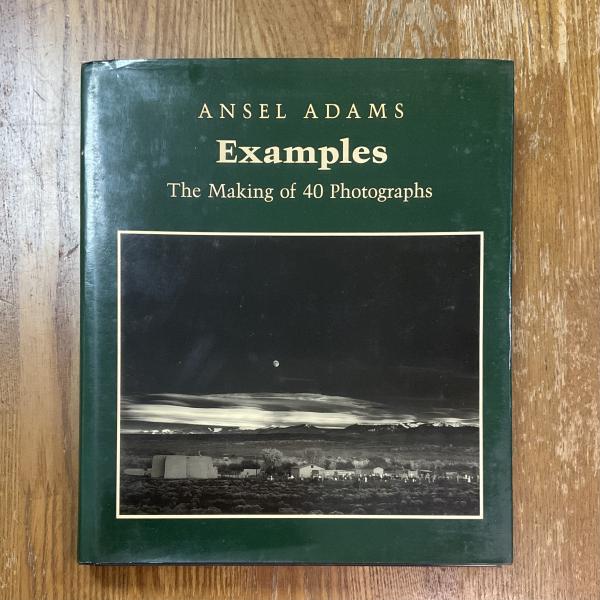 ANSEL ADAMS
Examples
The Making of 40 Photographs